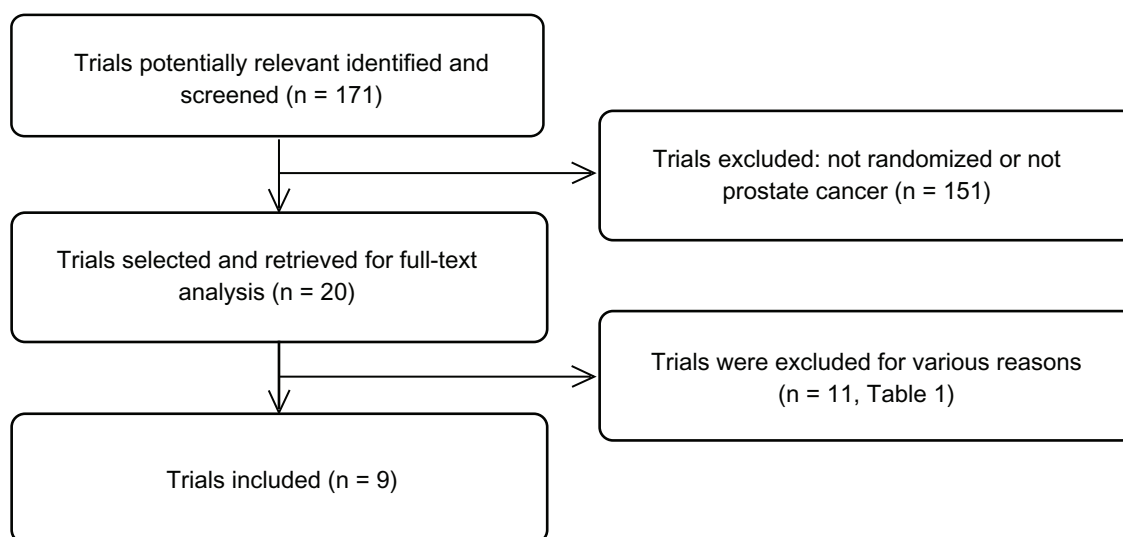 Trials potentially relevant identified and
screened (n = 171)
Trials excluded: not randomized or not
prostate cancer (n = 151)
Trials selected and retrieved for full-text
analysis (n = 20)
Trials were excluded for various reasons
(n = 11, Table 1)
Trials included (n = 9)